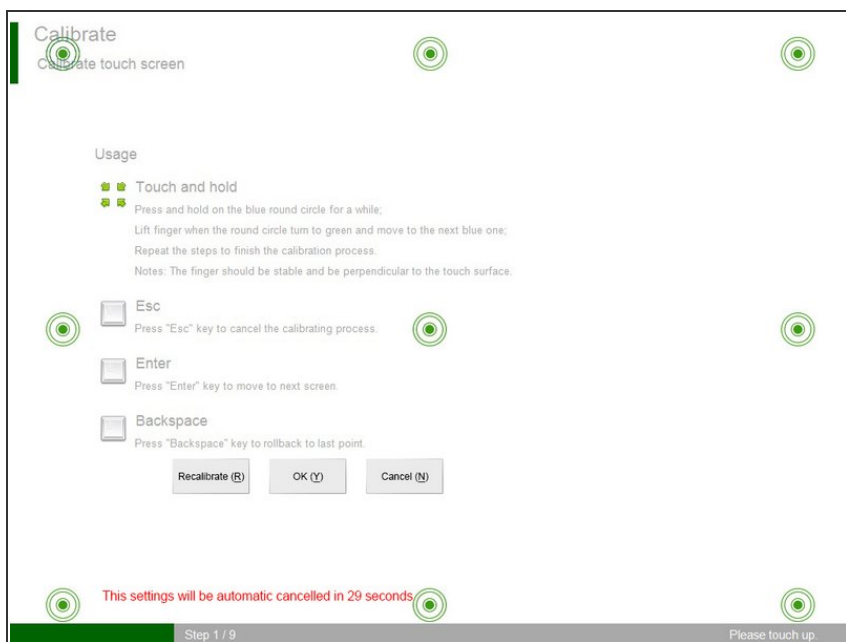 Calibrate
Calibrate touch screen
Usage
Touch and hold
Press and hold on the blue round circle for a while;
Lift finger when the round circle turn to green and move to the next blue one;
Repeat the steps to finish the calibration process.
Notes: The finger should be stable and be perpendicular to the touch surface.
Esc
Press "Esc" key to cancel the calibrating process.
Enter
Press "Enter" key to move to next screen.
Backspace
Press "Backspace" key to rollback to last point.
Recalibrate (R) OK (Y) Cancel (N)
This settings will be automatic cancelled in 29 seconds
Step 1 / 9 Please touch up.